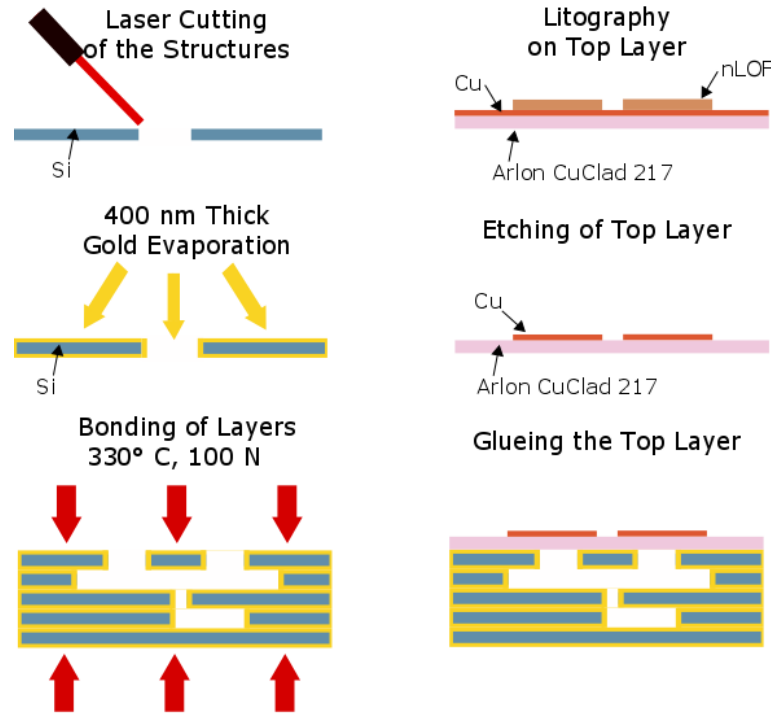 Laser Cutting
of the Structures
Si
400 nm Thick
Gold Evaporation
Si
Bonding of Layers
330° C, 100 N
Litography
on Top Layer
nLOF
Cu
Arlon CuClad 217
Etching of Top Layer
Cu
Arlon CuClad 217
Glueing the Top Layer